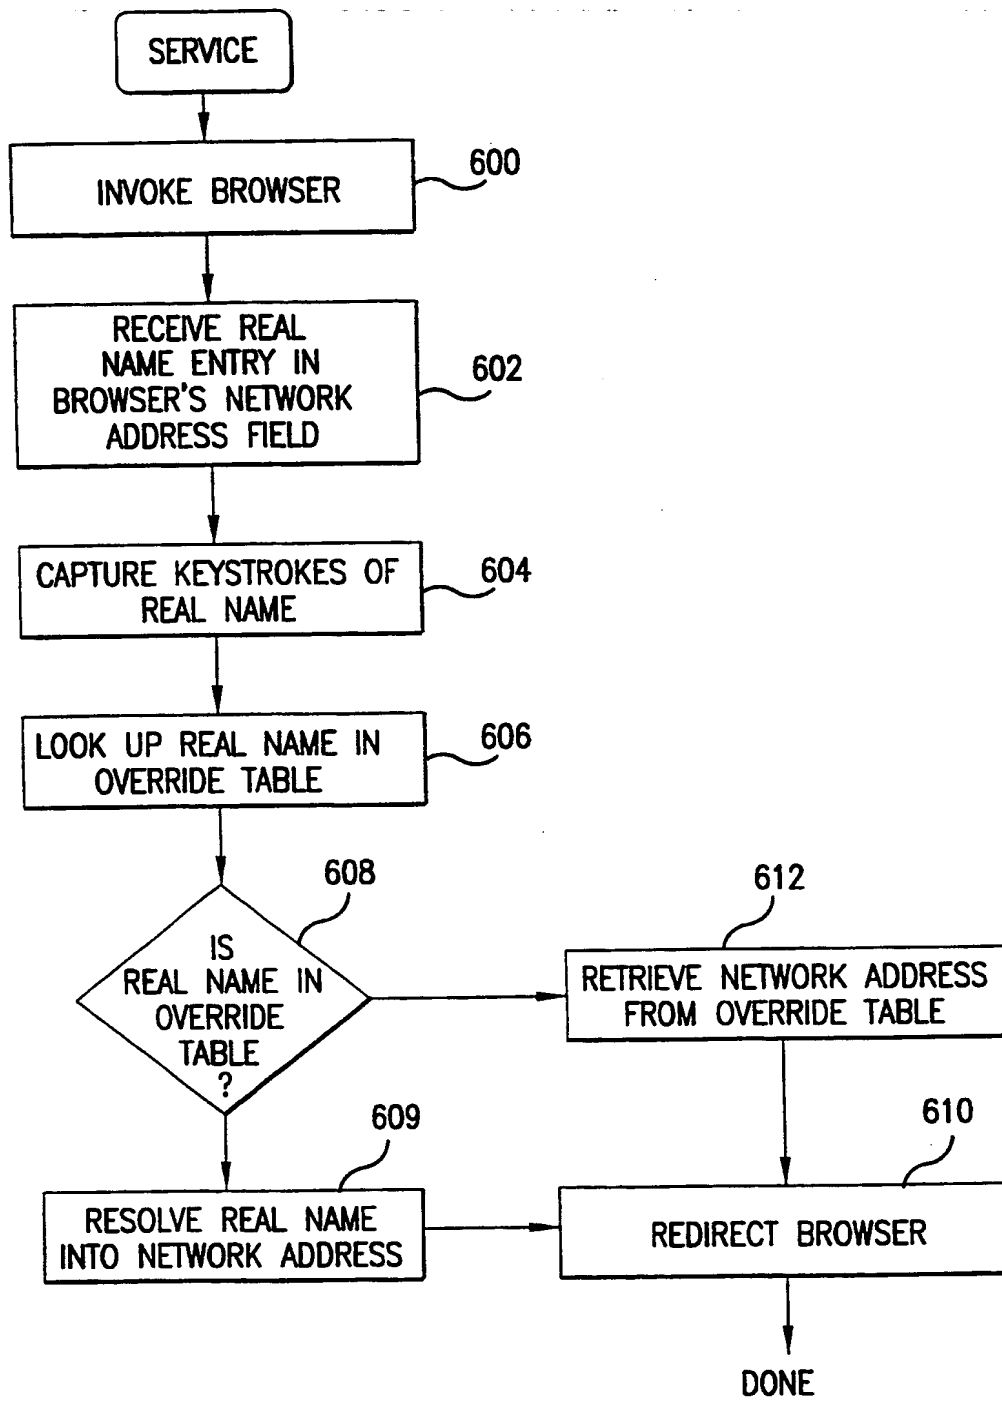 SERVICE
INVOKE BROWSER
600
RECEIVE REAL
NAME ENTRY IN
BROWSER'S NETWORK
ADDRESS FIELD
602
CAPTURE KEYSTROKES OF
REAL NAME
604
LOOK UP REAL NAME IN
OVERRIDE TABLE
606
608
IS
REAL NAME IN
OVERRIDE
TABLE
?
612
RETRIEVE NETWORK ADDRESS
FROM OVERRIDE TABLE
609
RESOLVE REAL NAME
INTO NETWORK ADDRESS
610
REDIRECT BROWSER
DONE